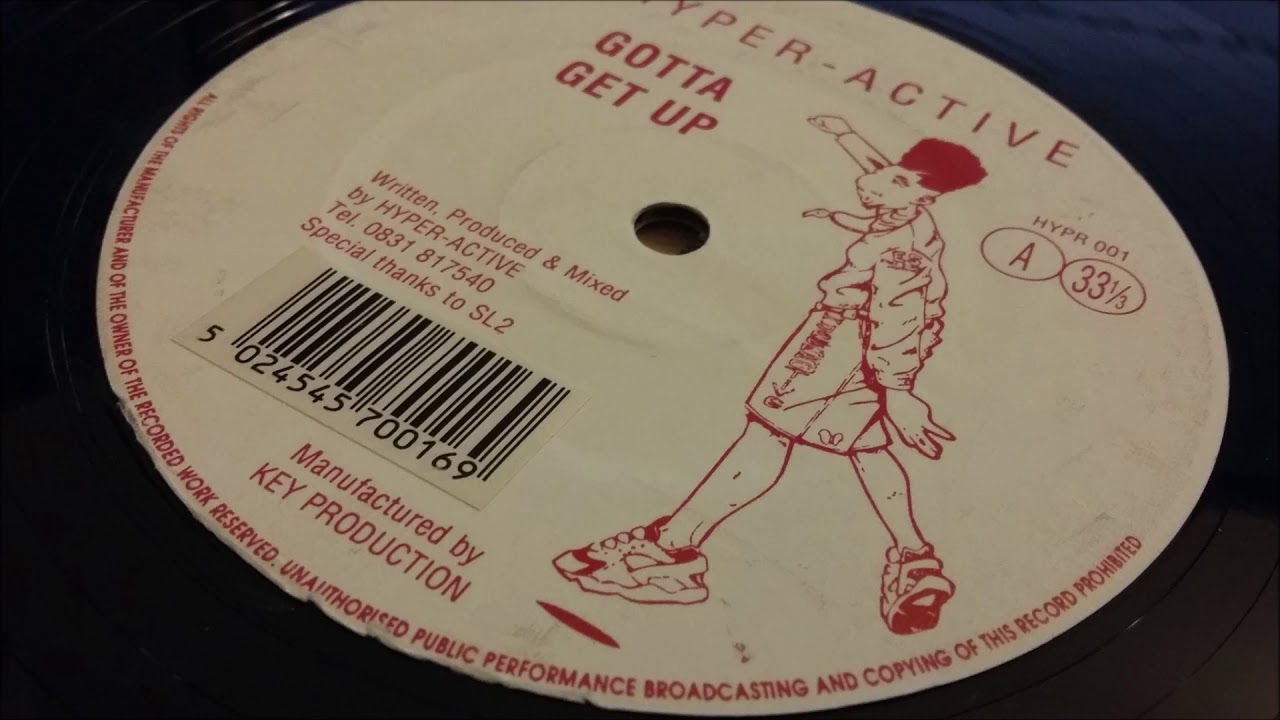 HYPER-ACTIVE
GOTTA
GET UP
HYPR 001
A 33⅓
Written, Produced & Mixed
by HYPER-ACTIVE
Tel. 0831 817540
Special thanks to SL2
5 024545 700169
Manufactured by
KEY PRODUCTION
ALL RIGHTS OF THE MANUFACTURER AND OF THE OWNER OF THE RECORDED WORK RESERVED. UNAUTHORISED PUBLIC PERFORMANCE BROADCASTING AND COPYING OF THIS RECORD PROHIBITED